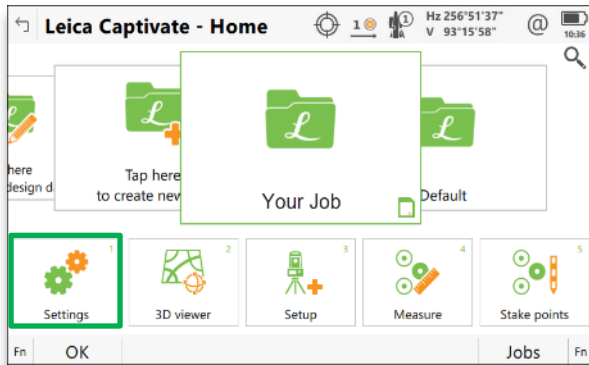 Leica Captivate - Home
1
1
Hz 256°51'37"
V 93°15'58"
@
10:36
here
design d
Tap here
to create new
Your Job
Default
1
Settings
2
3D viewer
3
Setup
4
Measure
5
Stake points
Fn
OK
Jobs
Fn